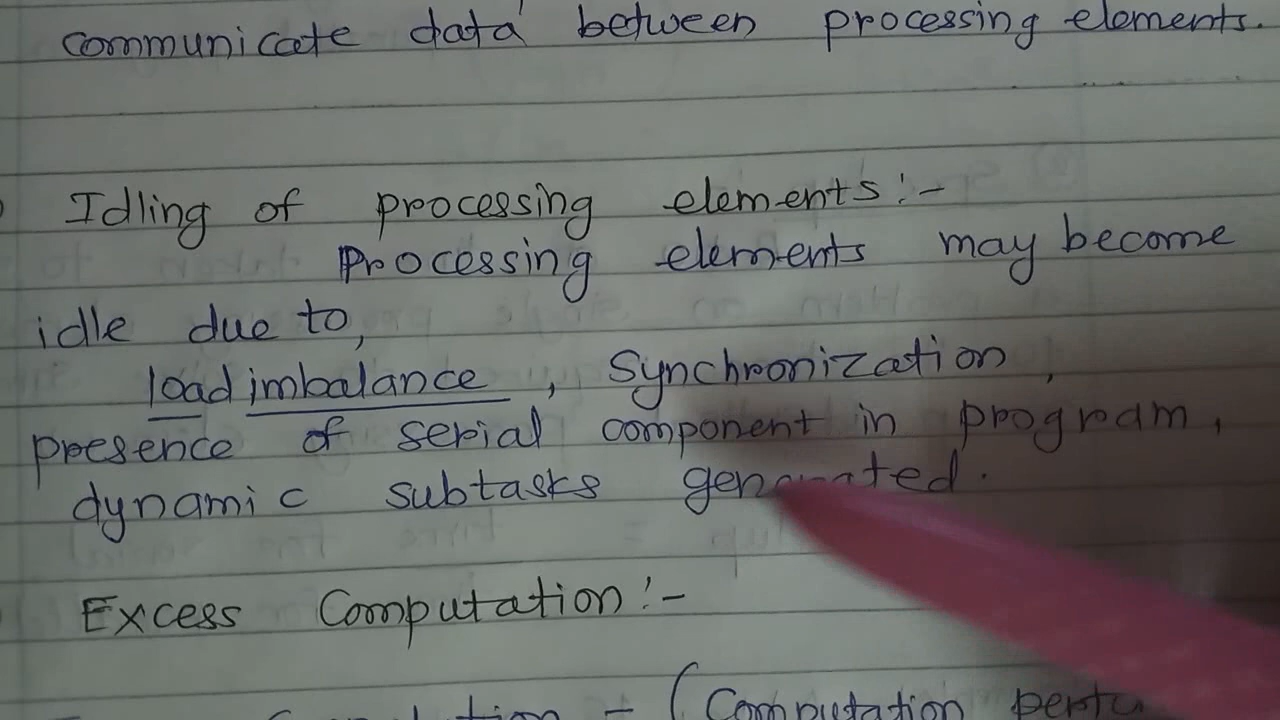 communicate data between processing elements.
Idling of processing elements:-
processing elements may become
idle due to,
load imbalance, Synchronization,
presence of serial component in program,
dynamic subtasks generated.
Excess Computation:-
- (Computation